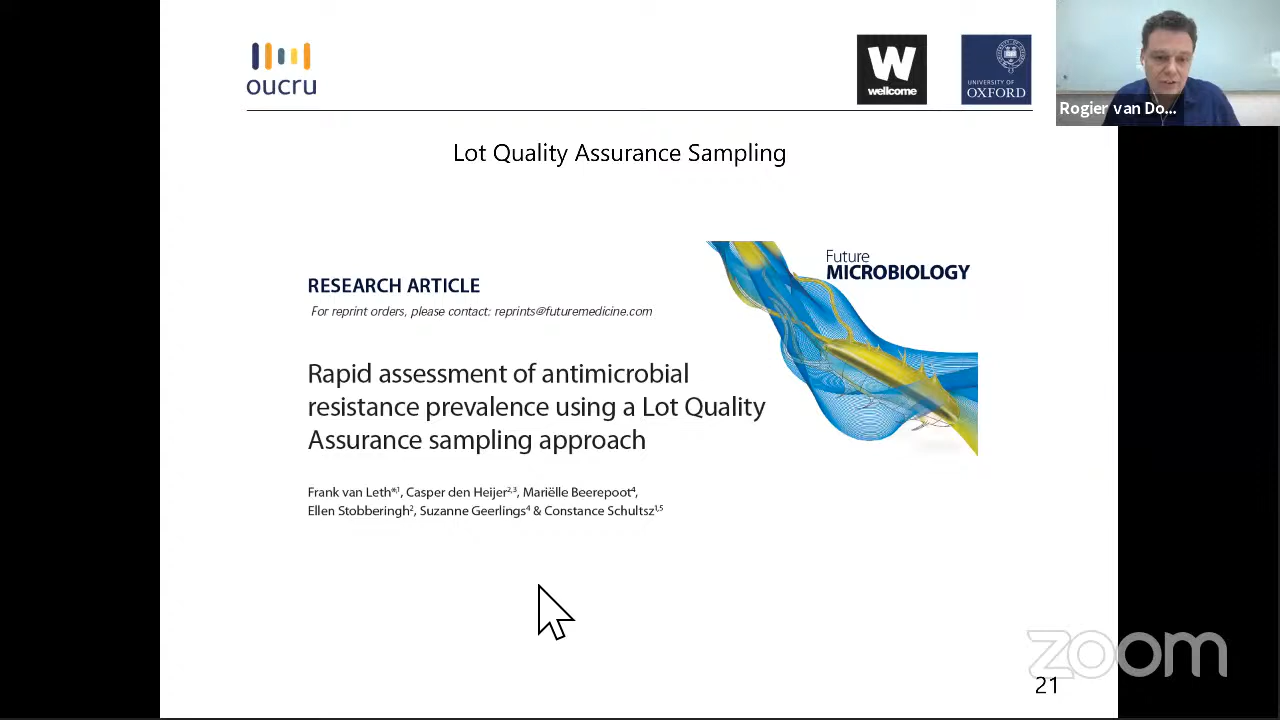 oucru
W
wellcome
UNIVERSITY OF
OXFORD
Rogier van Do...
Lot Quality Assurance Sampling
Future
MICROBIOLOGY
RESEARCH ARTICLE
For reprint orders, please contact: reprints@futuremedicine.com
Rapid assessment of antimicrobial
resistance prevalence using a Lot Quality
Assurance sampling approach
Frank van Leth*,1, Casper den Heijer2,3, Mariëlle Beerepoot4,
Ellen Stobberingh2, Suzanne Geerlings4 & Constance Schultsz1,5
zoom
21